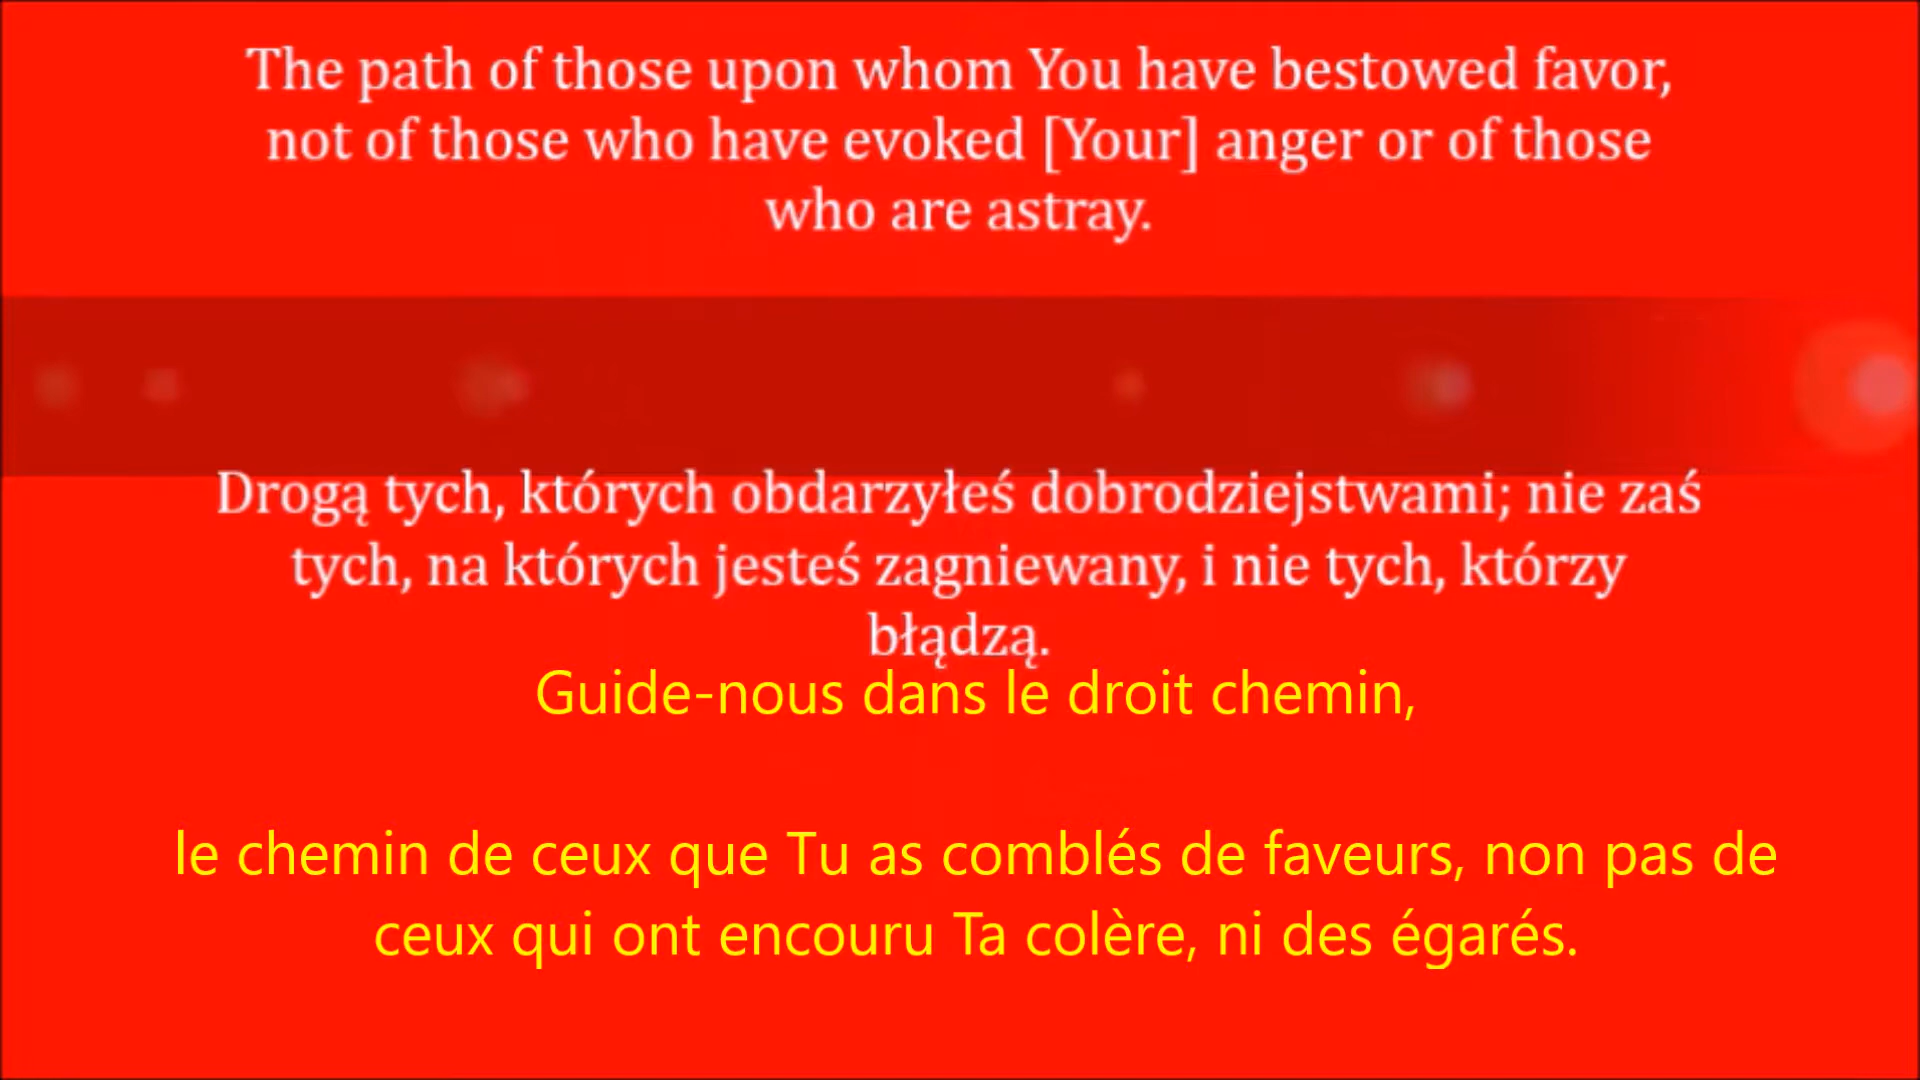 The path of those upon whom You have bestowed favor,
not of those who have evoked [Your] anger or of those
who are astray.
Drogą tych, których obdarzyłeś dobrodziejstwami; nie zaś
tych, na których jesteś zagniewany, i nie tych, którzy
błądzą.
Guide-nous dans le droit chemin,
le chemin de ceux que Tu as comblés de faveurs, non pas de
ceux qui ont encouru Ta colère, ni des égarés.